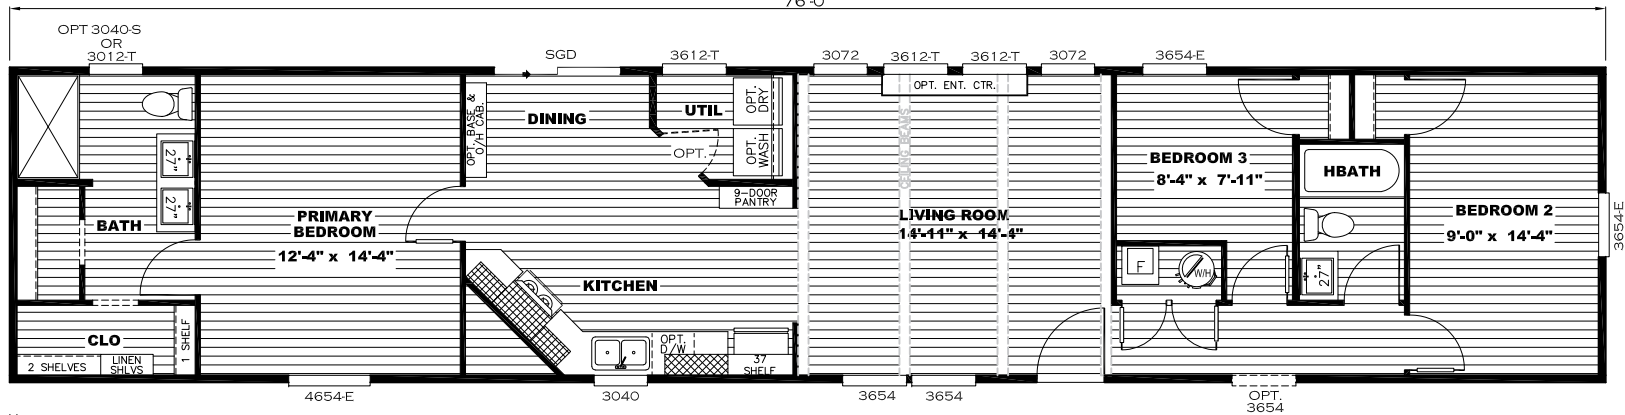 76'-0"
OPT 3040-S
OR
3012-T
SGD
3612-T
3072
3612-T
3612-T
3072
3654-E
OPT. ENT. CTR.
OPT. BASE &
O/H CAB.
DINING
UTIL
OPT.
DRY
OPT.
WASH
OPT.
9-DOOR
PANTRY
CEILING BEAMS
27"
27"
BATH
PRIMARY
BEDROOM
12'-4" x 14'-4"
KITCHEN
LIVING ROOM
14'-11" x 14'-4"
BEDROOM 3
8'-4" x 7'-11"
HBATH
BEDROOM 2
9'-0" x 14'-4"
3654-E
F
W/H
27"
CLO
1 SHELF
2 SHELVES
LINEN
SHLVS
OPT.
D/W
37
SHELF
4654-E
3040
3654
3654
OPT.
3654